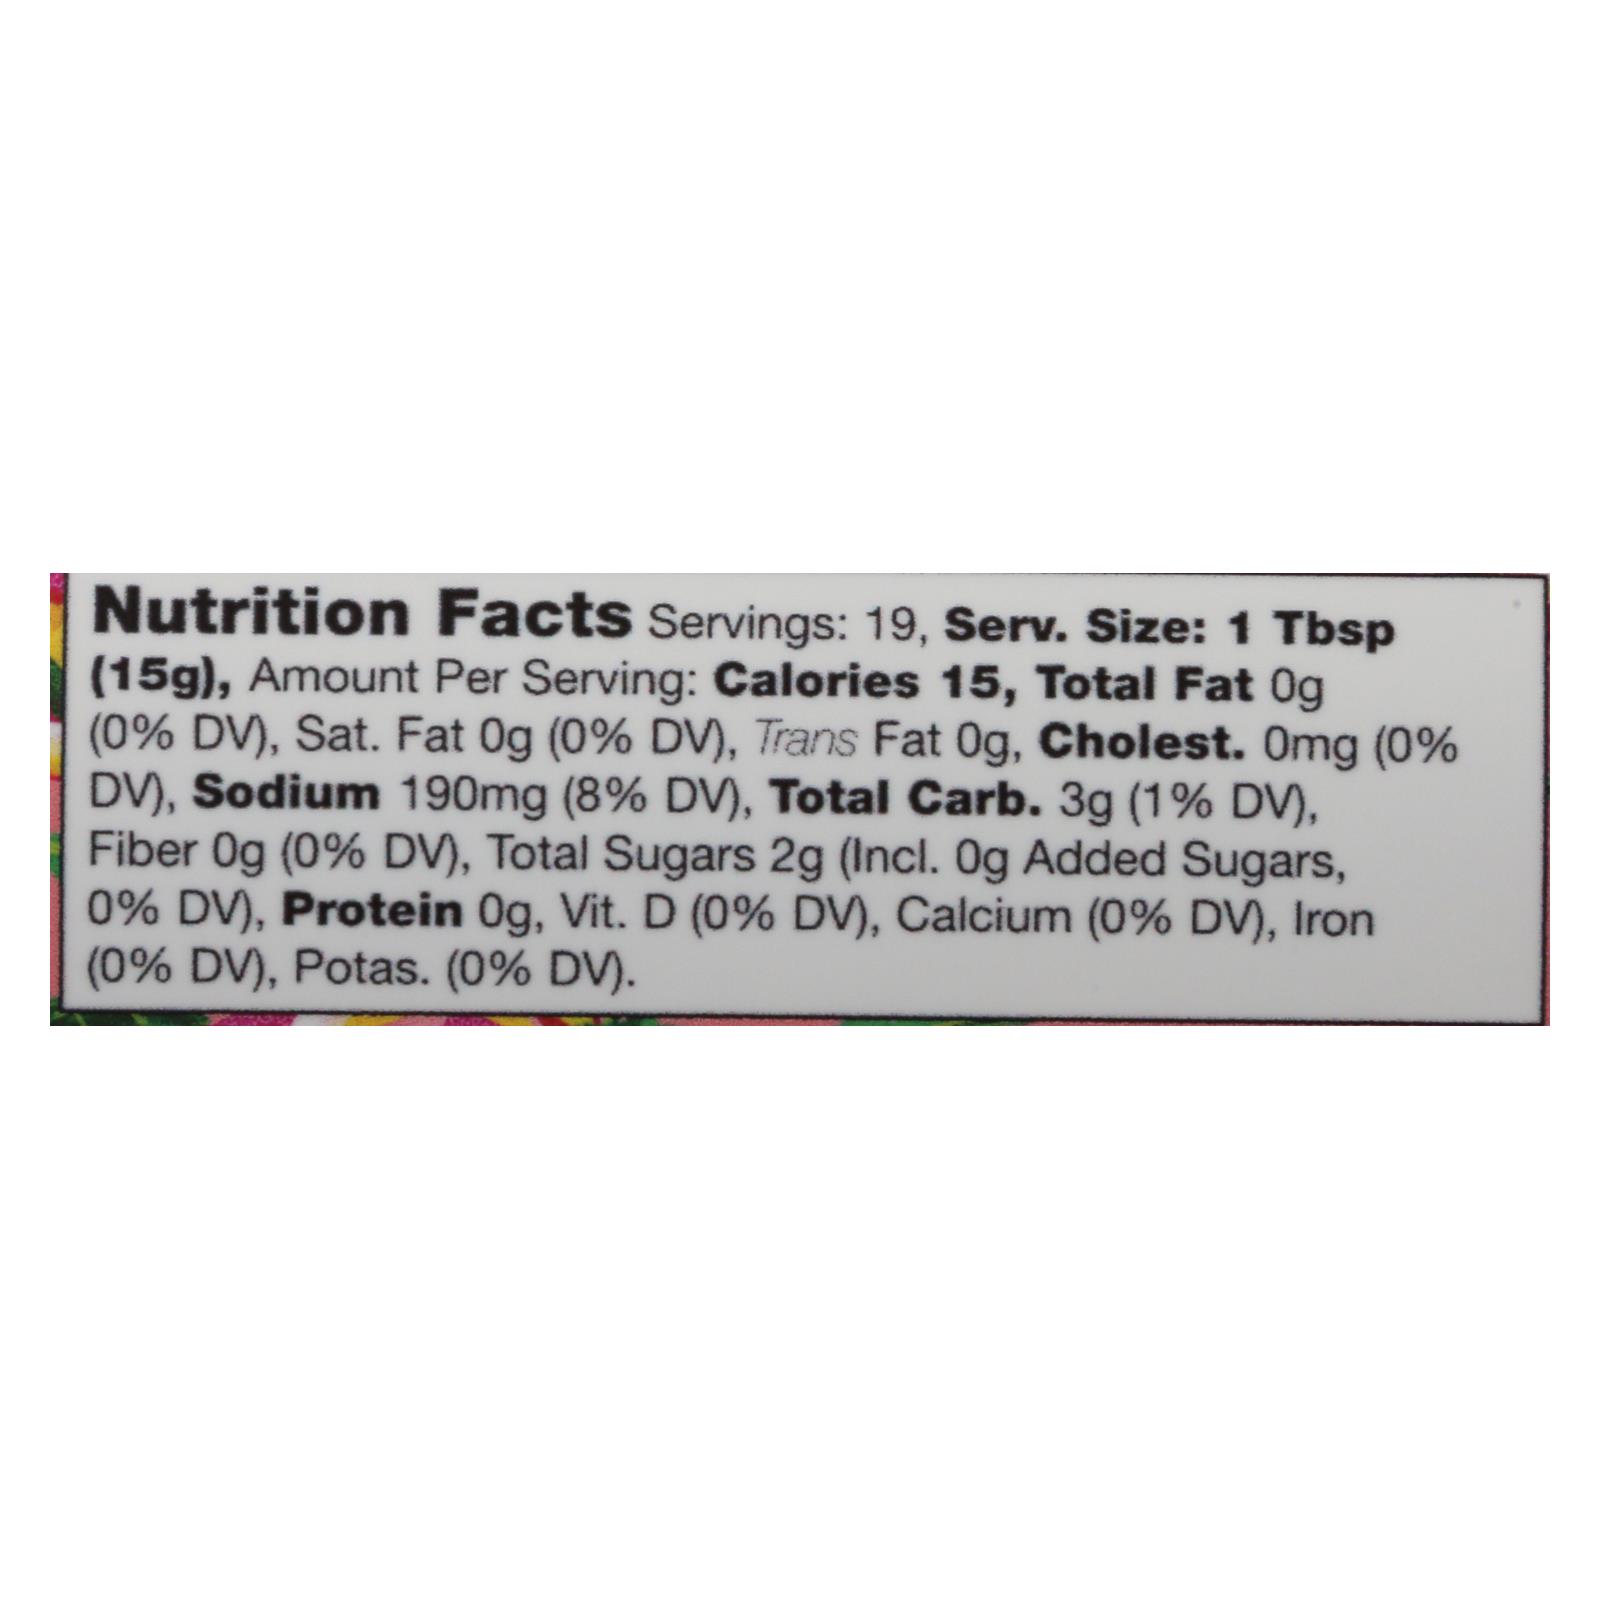 Nutrition Facts Servings: 19, Serv. Size: 1 Tbsp
(15g), Amount Per Serving: Calories 15, Total Fat 0g
(0% DV), Sat. Fat 0g (0% DV), Trans Fat 0g, Cholest. 0mg (0%
DV), Sodium 190mg (8% DV), Total Carb. 3g (1% DV),
Fiber 0g (0% DV), Total Sugars 2g (Incl. 0g Added Sugars,
0% DV), Protein 0g, Vit. D (0% DV), Calcium (0% DV), Iron
(0% DV), Potas. (0% DV).